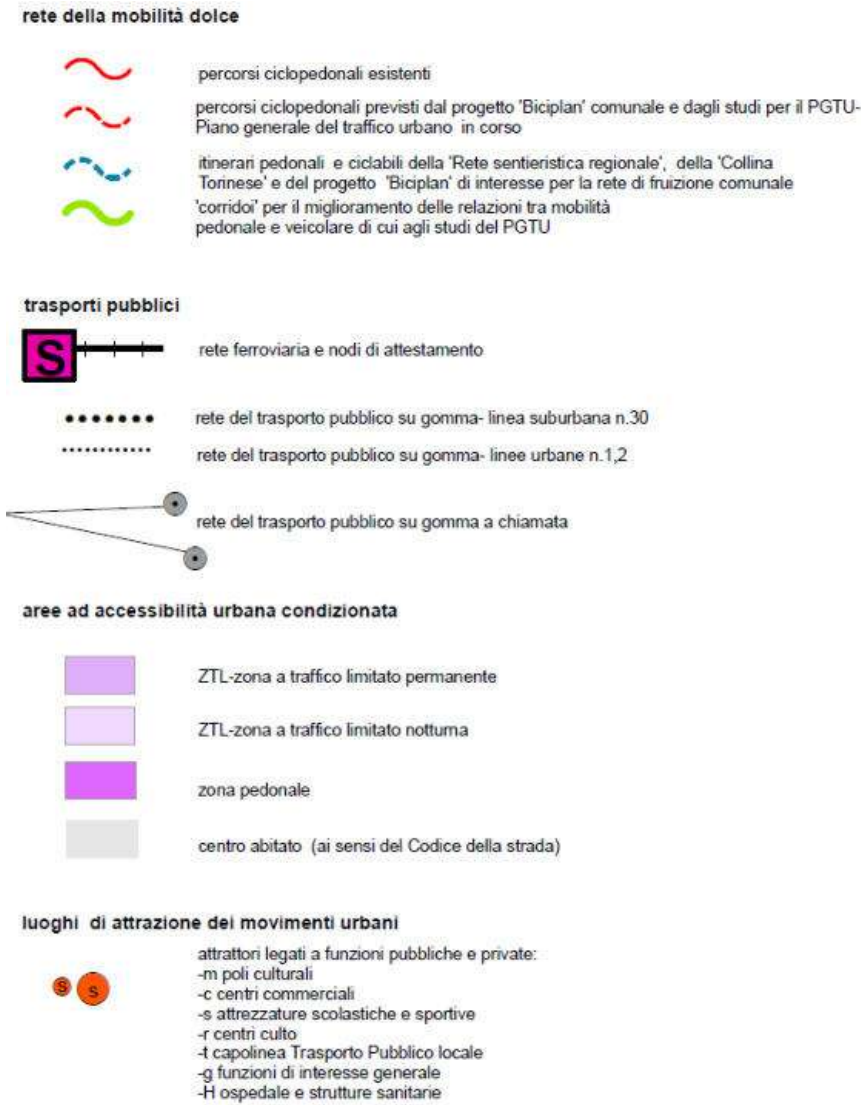 rete della mobilità dolce
percorsi ciclopedonali esistenti
percorsi ciclopedonali previsti dal progetto 'Biciplan' comunale e dagli studi per il PGTU-
Piano generale del traffico urbano in corso
itinerari pedonali e ciclabili della 'Rete sentieristica regionale', della 'Collina
Torinese' e del progetto 'Biciplan' di interesse per la rete di fruizione comunale
'corridoi' per il miglioramento delle relazioni tra mobilità
pedonale e veicolare di cui agli studi del PGTU
trasporti pubblici
S
rete ferroviaria e nodi di attestamento
rete del trasporto pubblico su gomma- linea suburbana n.30
rete del trasporto pubblico su gomma- linee urbane n.1,2
rete del trasporto pubblico su gomma a chiamata
aree ad accessibilità urbana condizionata
ZTL-zona a traffico limitato permanente
ZTL-zona a traffico limitato notturna
zona pedonale
centro abitato (ai sensi del Codice della strada)
luoghi di attrazione dei movimenti urbani
attrattori legati a funzioni pubbliche e private:
S S
-m poli culturali
-c centri commerciali
-s attrezzature scolastiche e sportive
-r centri culto
-t capolinea Trasporto Pubblico locale
-g funzioni di interesse generale
-H ospedale e strutture sanitarie